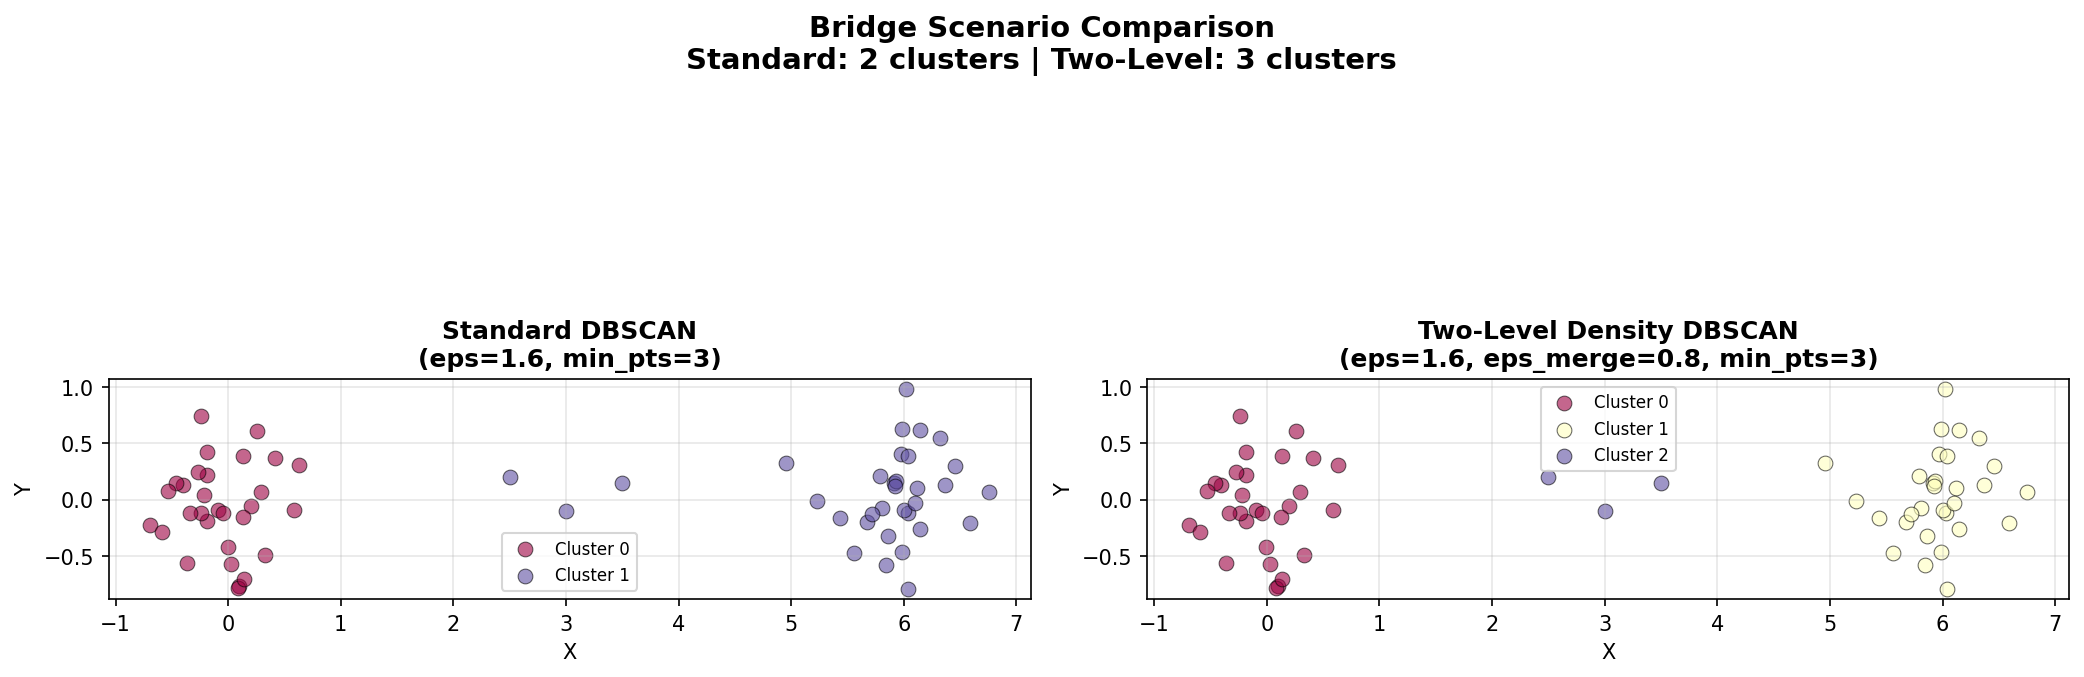 Bridge Scenario Comparison
Standard: 2 clusters | Two-Level: 3 clusters
Standard DBSCAN
(eps=1.6, min_pts=3)
1.0
0.5
0.0
−0.5
Y
Cluster 0
Cluster 1
−1 0 1 2 3 4 5 6 7
X
Two-Level Density DBSCAN
(eps=1.6, eps_merge=0.8, min_pts=3)
1.0
0.5
0.0
−0.5
Y
Cluster 0
Cluster 1
Cluster 2
−1 0 1 2 3 4 5 6 7
X